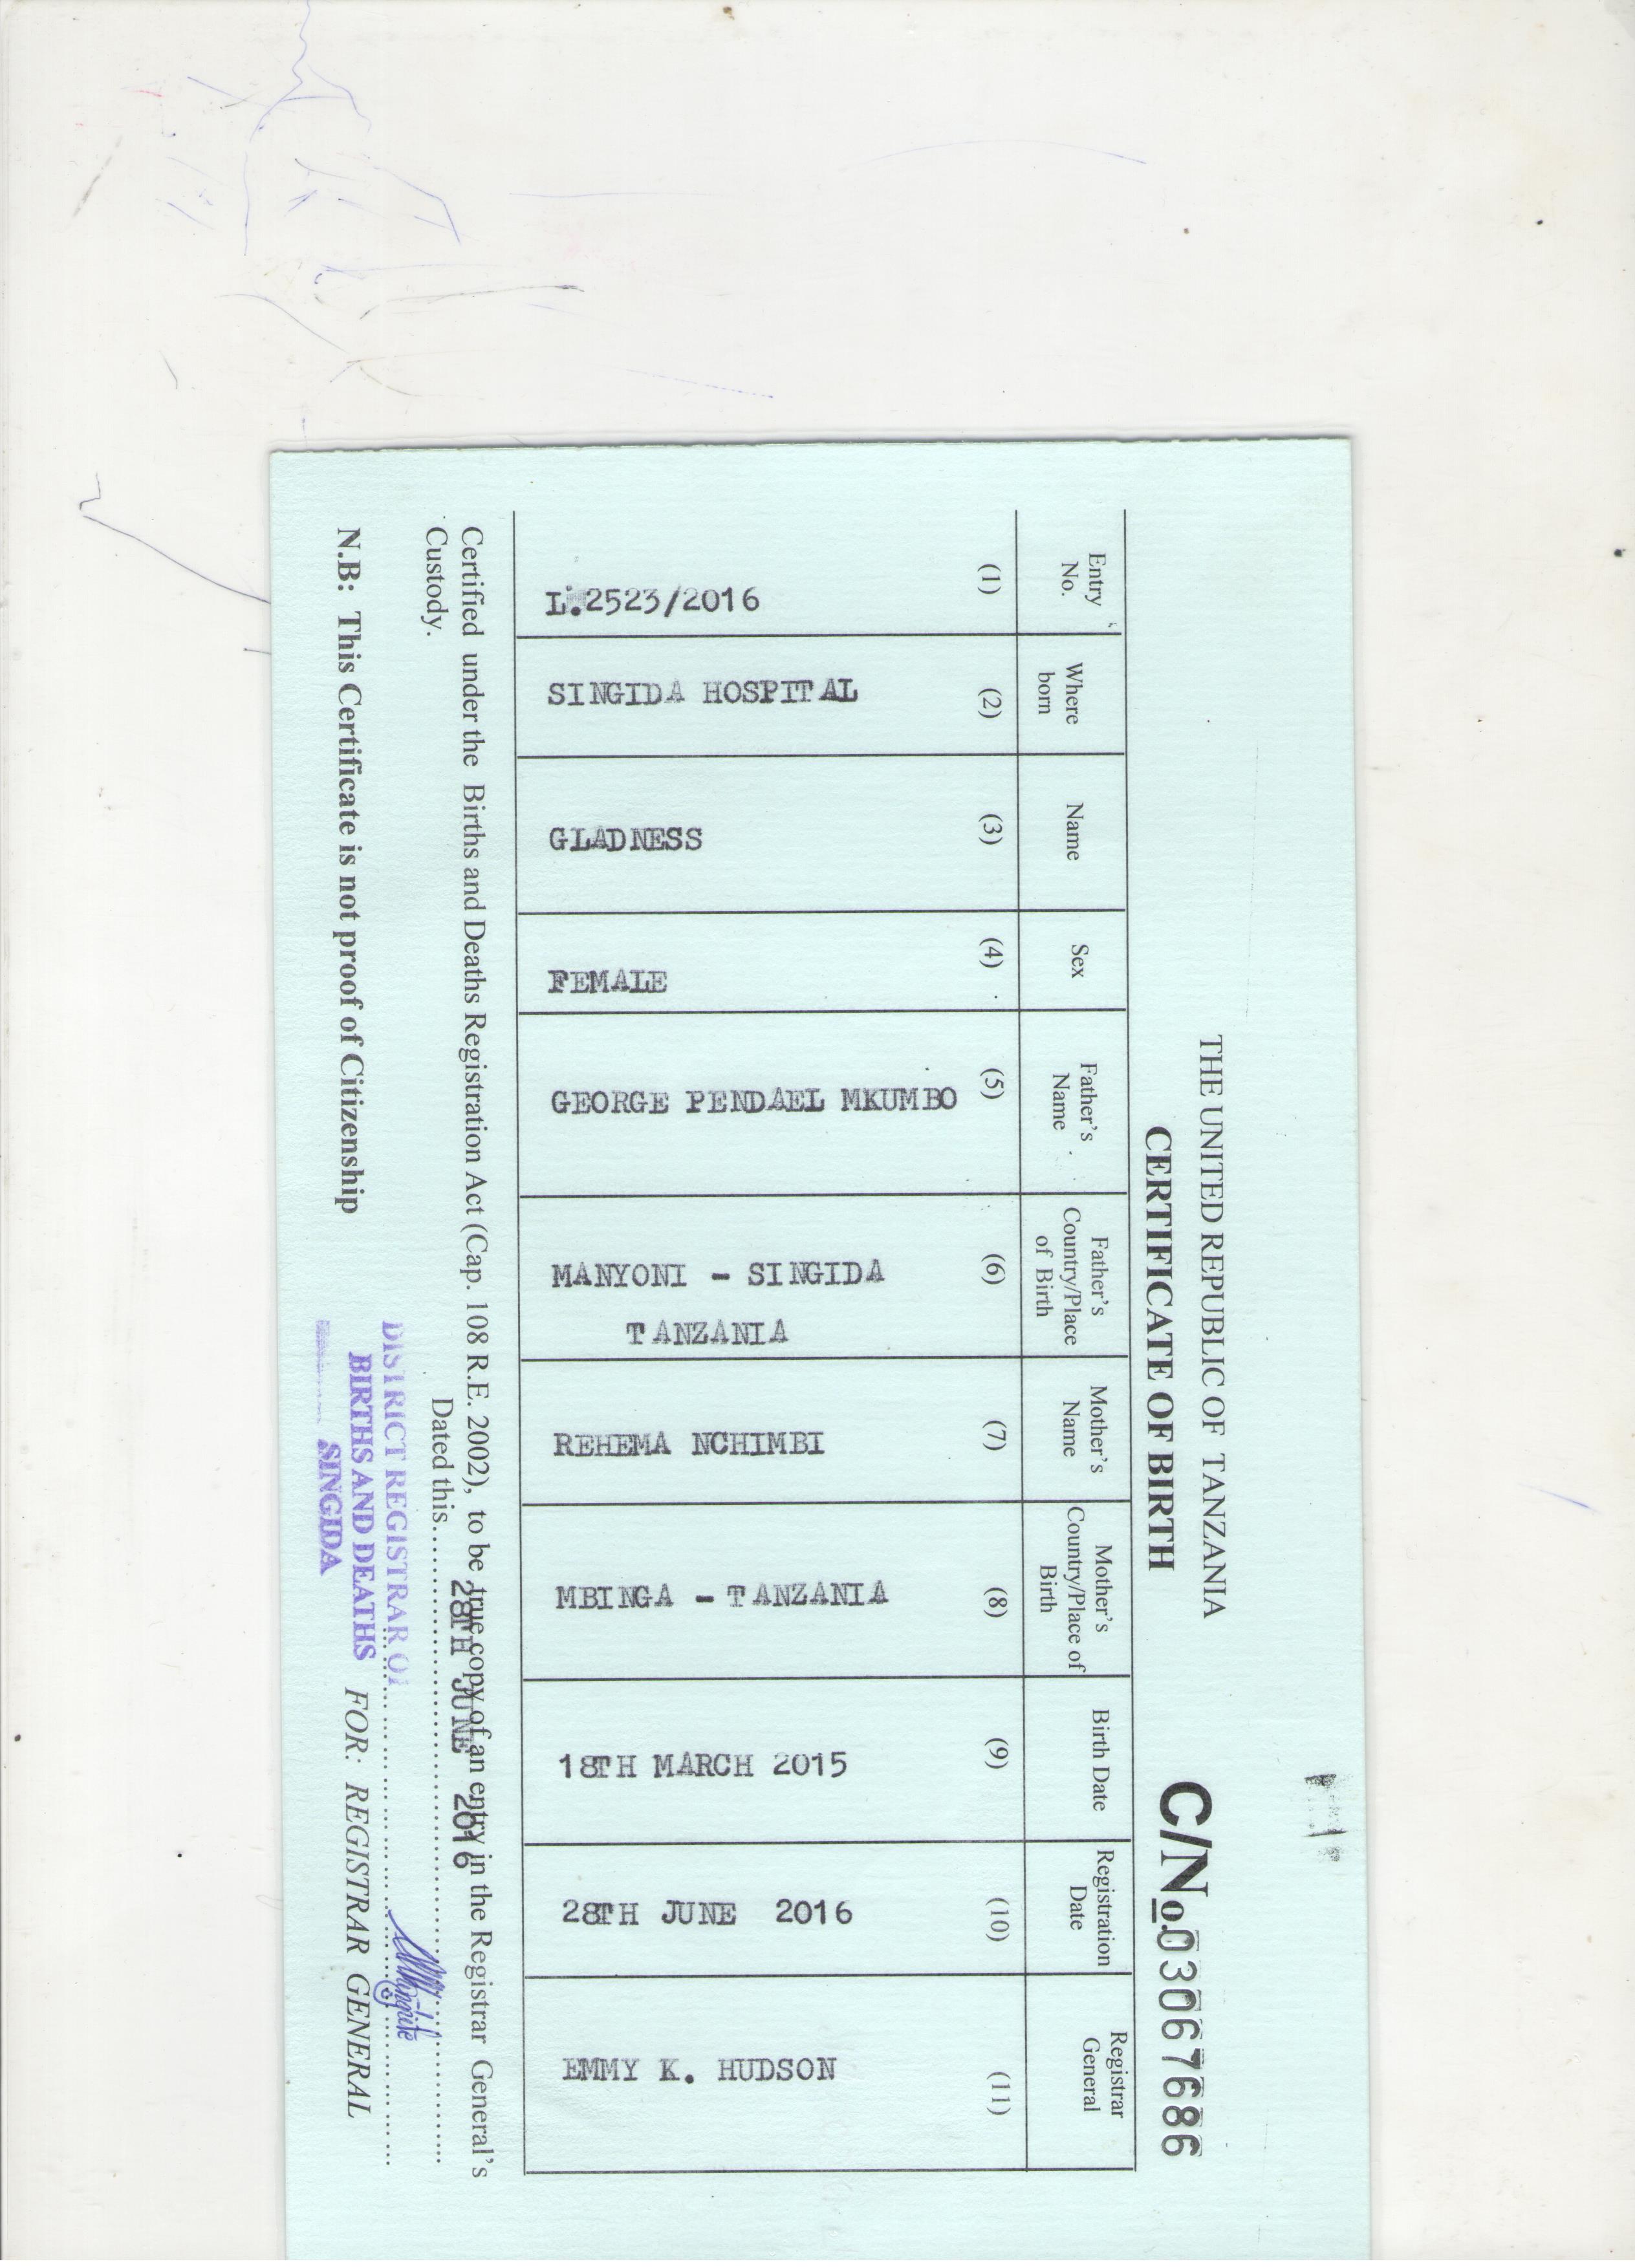 THE UNITED REPUBLIC OF TANZANIA
CERTIFICATE OF BIRTH
C/No. 03067686
Entry No.
Where born
Name
Sex
Father's Name
Father's Country/Place of Birth
Mother's Name
Mother's Country/Place of Birth
Birth Date
Registration Date
Registrar General
(1) (2) (3) (4) (5) (6) (7) (8) (9) (10) (11)
L.2523/2016
SINGIDA HOSPITAL
GLADNESS
FEMALE
GEORGE PENDAEL MKUMBO
MANYONI - SINGIDA
TANZANIA
REHEMA NCHIMBI
MBINGA - TANZANIA
18TH MARCH 2015
28TH JUNE 2016
EMMY K. HUDSON
Certified under the Births and Deaths Registration Act (Cap. 108 R.E. 2002), to be true copy of an entry in the Registrar General's
Custody.
Dated this 28TH JUNE 2016
DISTRICT REGISTRAR OF
BIRTHS AND DEATHS
SINGIDA
FOR: REGISTRAR GENERAL
N.B: This Certificate is not proof of Citizenship